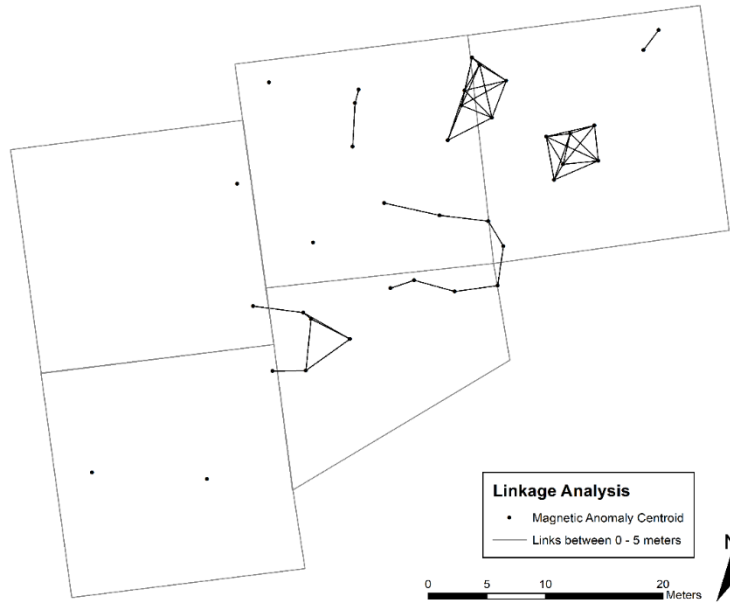 Linkage Analysis
Magnetic Anomaly Centroid
Links between 0 - 5 meters
N
0 5 10 20
Meters